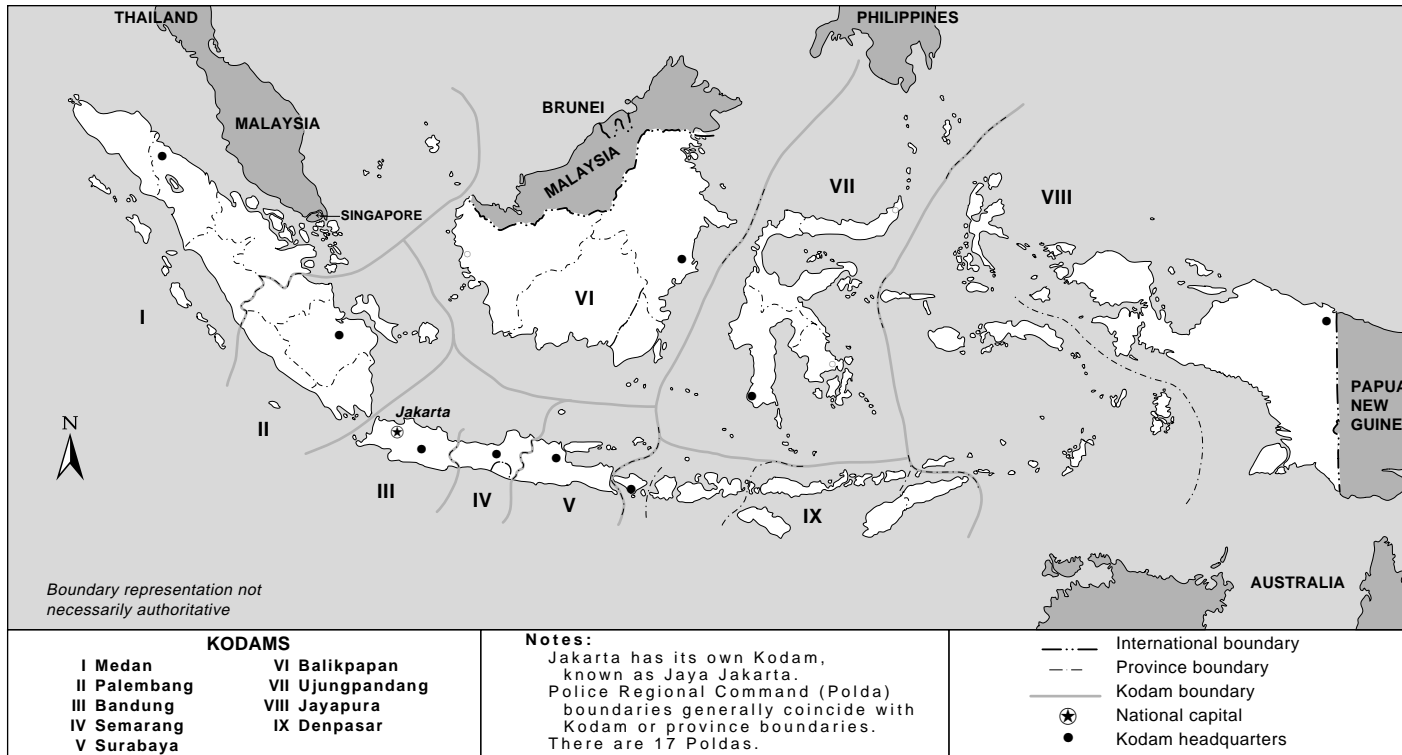 THAILAND
PHILIPPINES
BRUNEI
MALAYSIA
MALAYSIA
VII
VIII
SINGAPORE
VI
I
PAPUA
NEW
GUINE
Jakarta
N
II
III
IV
V
IX
Boundary representation not
necessarily authoritative
AUSTRALIA
KODAMS
I Medan
II Palembang
III Bandung
IV Semarang
V Surabaya
VI Balikpapan
VII Ujungpandang
VIII Jayapura
IX Denpasar
Notes:
Jakarta has its own Kodam,
known as Jaya Jakarta.
Police Regional Command (Polda)
boundaries generally coincide with
Kodam or province boundaries.
There are 17 Poldas.
International boundary
Province boundary
Kodam boundary
National capital
Kodam headquarters